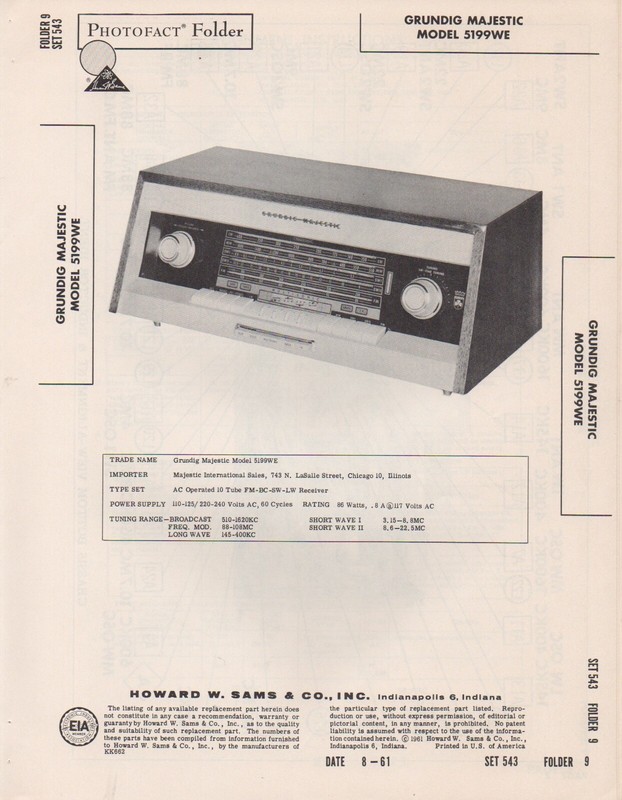 FOLDER 9
SET 543
PHOTOFACT® Folder
GRUNDIG MAJESTIC
MODEL 5199WE
GRUNDIG MAJESTIC
MODEL 5199WE
GRUNDIG-MAJESTIC
GRUNDIG MAJESTIC
MODEL 5199WE
TRADE NAME Grundig Majestic Model 5199WE
IMPORTER Majestic International Sales, 743 N. LaSalle Street, Chicago 10, Illinois
TYPE SET AC Operated 10 Tube FM-BC-SW-LW Receiver
POWER SUPPLY 110-125/220-240 Volts AC, 60 Cycles RATING 86 Watts, .8 A@117 Volts AC
TUNING RANGE—BROADCAST 510-1620KC SHORT WAVE I 3.15-8.8MC
FREQ. MOD. 88-108MC SHORT WAVE II 8.6-22.5MC
LONG WAVE 145-400KC
SET 543 FOLDER 9
HOWARD W. SAMS & CO., INC. Indianapolis 6, Indiana
EIA
The listing of any available replacement part herein does
not constitute in any case a recommendation, warranty or
guaranty by Howard W. Sams & Co., Inc., as to the quality
and suitability of such replacement part. The numbers of
these parts have been compiled from information furnished
to Howard W. Sams & Co., Inc., by the manufacturers of
KK662
the particular type of replacement part listed. Repro-
duction or use, without express permission, of editorial or
pictorial content, in any manner, is prohibited. No patent
liability is assumed with respect to the use of the informa-
tion contained herein. © 1961 Howard W. Sams & Co., Inc.,
Indianapolis 6, Indiana. Printed in U.S. of America
DATE 8-61 SET 543 FOLDER 9